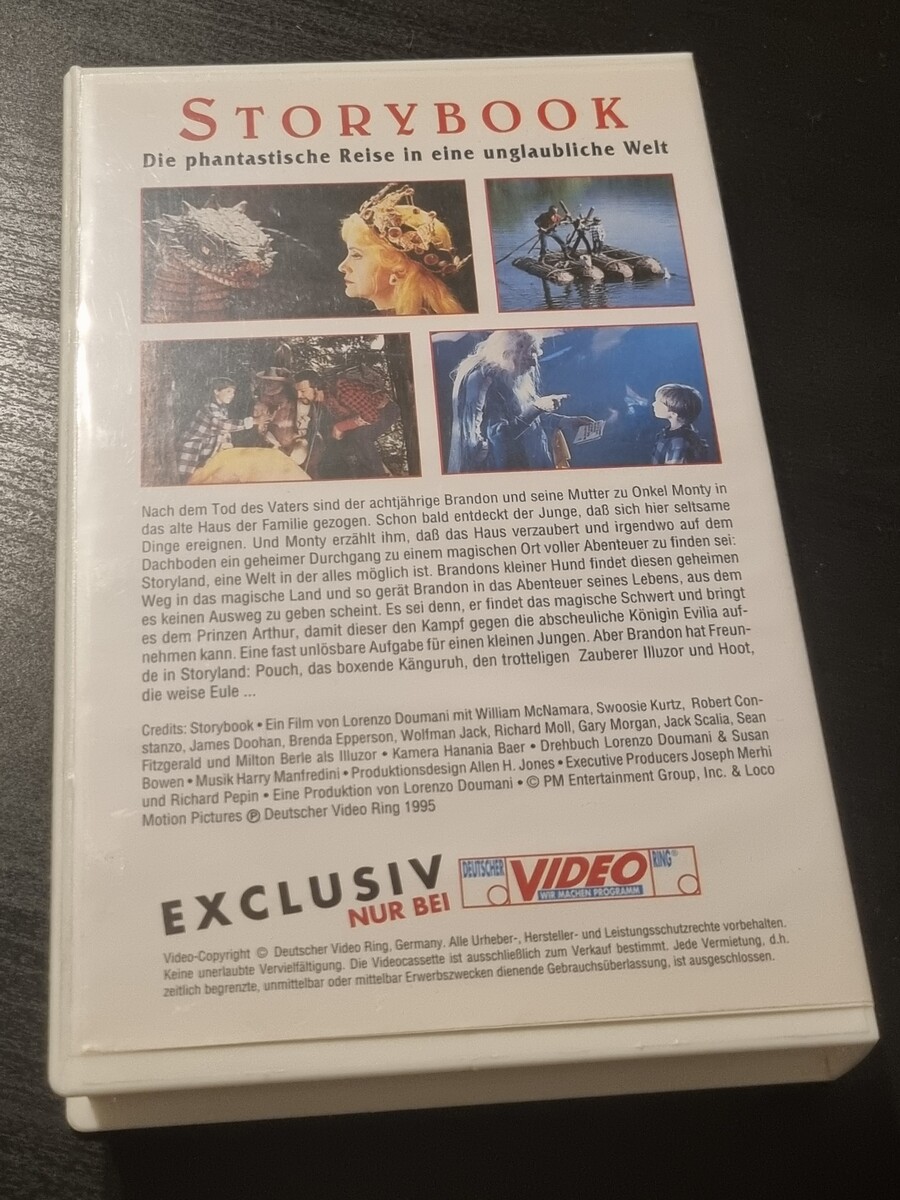 STORYBOOK
Die phantastische Reise in eine unglaubliche Welt
Nach dem Tod des Vaters sind der achtjährige Brandon und seine Mutter zu Onkel Monty in
das alte Haus der Familie gezogen. Schon bald entdeckt der Junge, daß sich hier seltsame
Dinge ereignen. Und Monty erzählt ihm, daß das Haus verzaubert und irgendwo auf dem
Dachboden ein geheimer Durchgang zu einem magischen Ort voller Abenteuer zu finden sei:
Storyland, eine Welt in der alles möglich ist. Brandons kleiner Hund findet diesen geheimen
Weg in das magische Land und so gerät Brandon in das Abenteuer seines Lebens, aus dem
es keinen Ausweg zu geben scheint. Es sei denn, er findet das magische Schwert und bringt
es dem Prinzen Arthur, damit dieser den Kampf gegen die abscheuliche Königin Evilia auf-
nehmen kann. Eine fast unlösbare Aufgabe für einen kleinen Jungen. Aber Brandon hat Freun-
de in Storyland: Pouch, das boxende Känguruh, den trotteligen Zauberer Illuzor und Hoot,
die weise Eule ...
Credits: Storybook • Ein Film von Lorenzo Doumani mit William McNamara, Swoosie Kurtz, Robert Con-
stanzo, James Doohan, Brenda Epperson, Wolfman Jack, Richard Moll, Gary Morgan, Jack Scalia, Sean
Fitzgerald und Milton Berle als Illuzor • Kamera Hanania Baer • Drehbuch Lorenzo Doumani & Susan
Bowen • Musik Harry Manfredini • Produktionsdesign Allen H. Jones • Executive Producers Joseph Merhi
und Richard Pepin • Eine Produktion von Lorenzo Doumani • © PM Entertainment Group, Inc. & Loco
Motion Pictures ℗ Deutscher Video Ring 1995
EXCLUSIV
NUR BEI
DEUTSCHER VIDEO RING®
WIR MACHEN PROGRAMM
Video-Copyright © Deutscher Video Ring, Germany. Alle Urheber-, Hersteller- und Leistungsschutzrechte vorbehalten.
Keine unerlaubte Vervielfältigung. Die Videocassette ist ausschließlich zum Verkauf bestimmt. Jede Vermietung, d.h.
zeitlich begrenzte, unmittelbar oder mittelbar Erwerbszwecken dienende Gebrauchsüberlassung, ist ausgeschlossen.